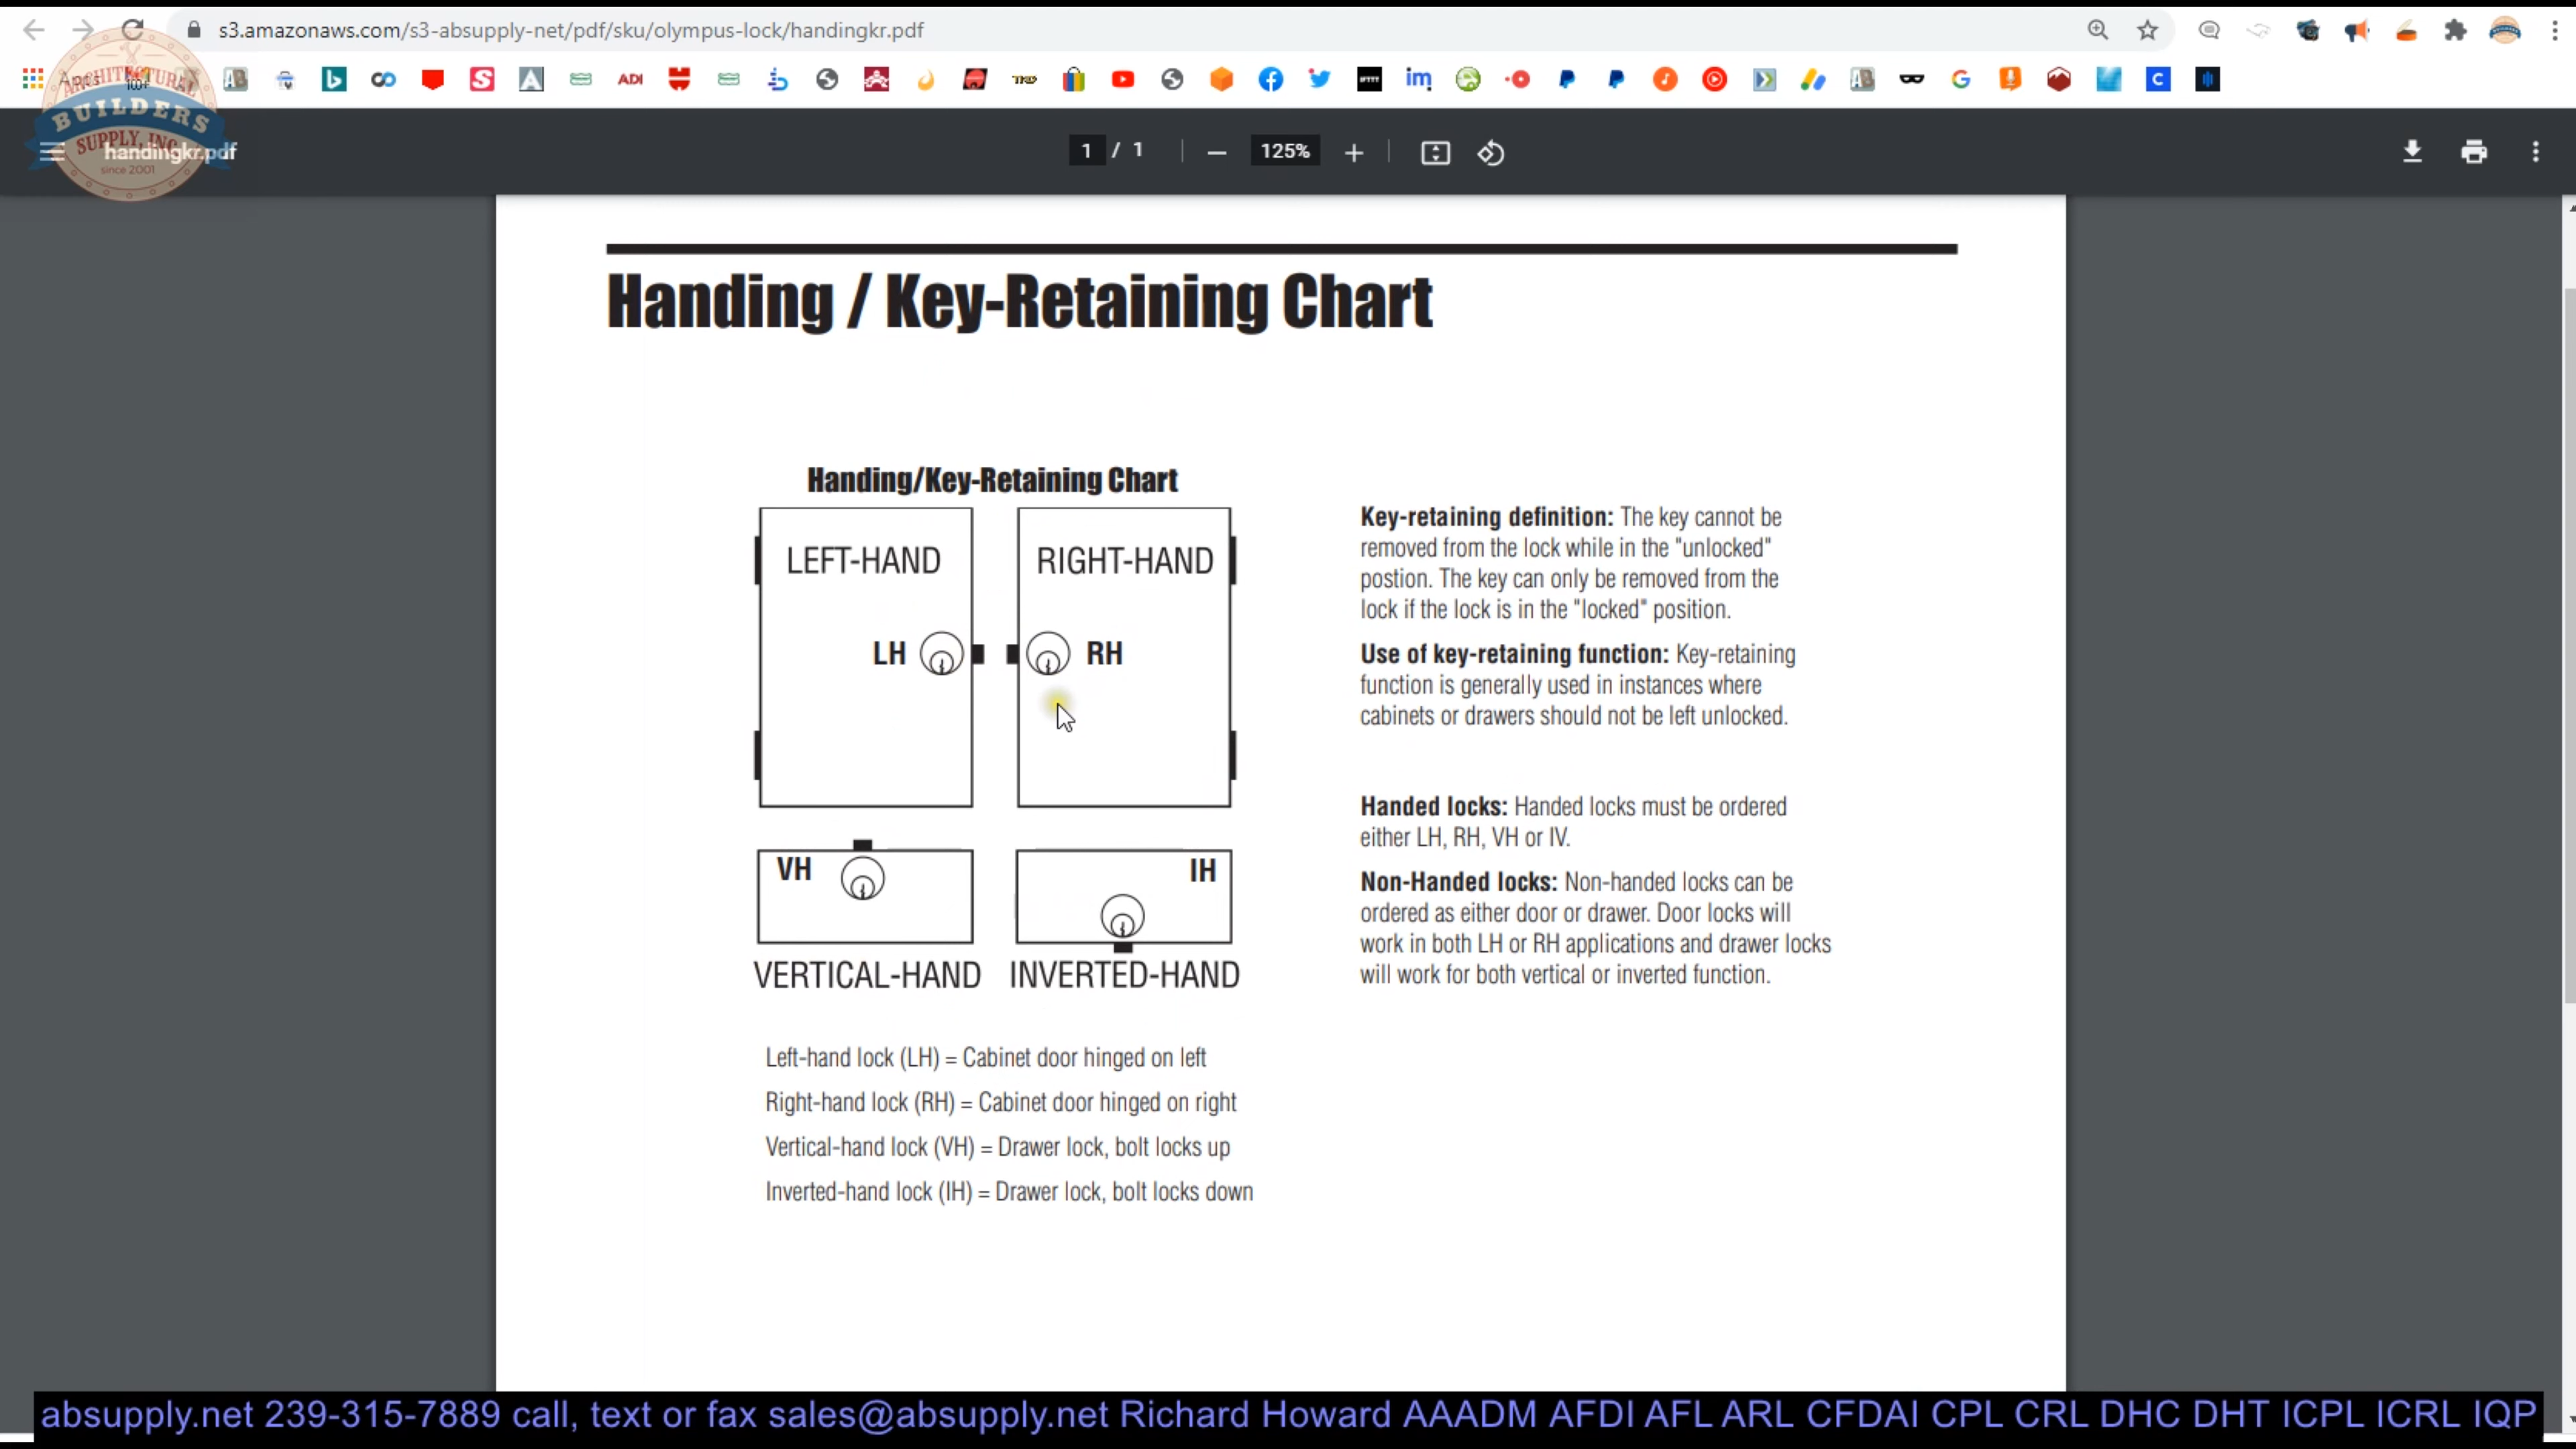 s3.amazonaws.com/s3-absupply-net/pdf/sku/olympus-lock/handingkr.pdf
Apps
ADI
BUILDERS
SUPPLY, INC
since 2001
handingkr.pdf
1 / 1
125%
Handing / Key-Retaining Chart
Handing/Key-Retaining Chart
LEFT-HAND
RIGHT-HAND
LH
RH
VH
IH
VERTICAL-HAND
INVERTED-HAND
Left-hand lock (LH) = Cabinet door hinged on left
Right-hand lock (RH) = Cabinet door hinged on right
Vertical-hand lock (VH) = Drawer lock, bolt locks up
Inverted-hand lock (IH) = Drawer lock, bolt locks down
Key-retaining definition: The key cannot be
removed from the lock while in the "unlocked"
postion. The key can only be removed from the
lock if the lock is in the "locked" position.
Use of key-retaining function: Key-retaining
function is generally used in instances where
cabinets or drawers should not be left unlocked.
Handed locks: Handed locks must be ordered
either LH, RH, VH or IV.
Non-Handed locks: Non-handed locks can be
ordered as either door or drawer. Door locks will
work in both LH or RH applications and drawer locks
will work for both vertical or inverted function.
absupply.net 239-315-7889 call, text or fax sales@absupply.net Richard Howard AAADM AFDI AFL ARL CFDAI CPL CRL DHC DHT ICPL ICRL IQP